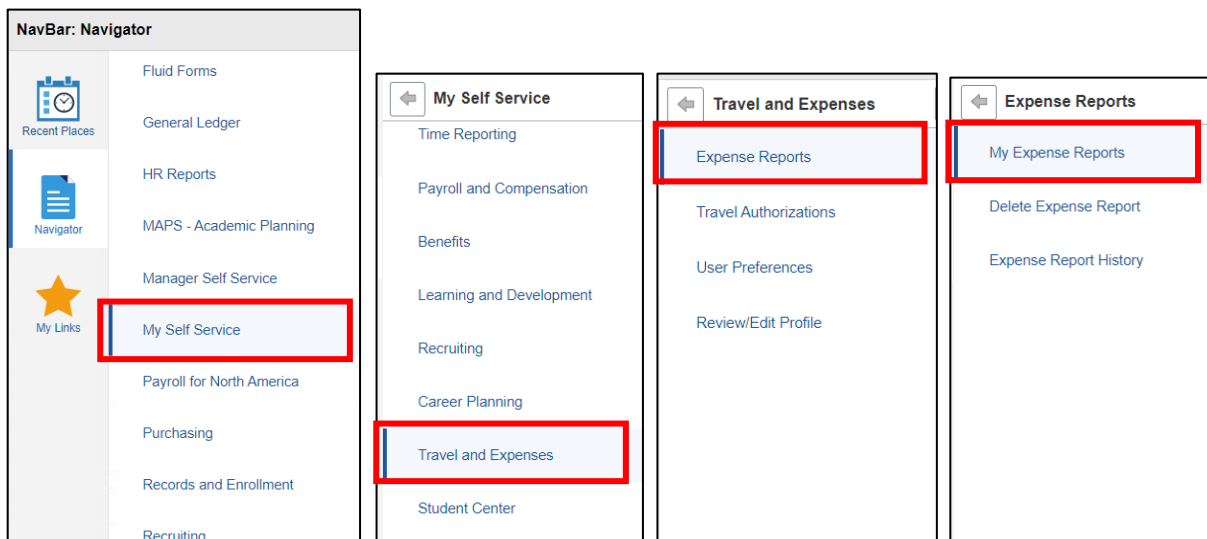 NavBar: Navigator
Recent Places
Navigator
My Links
Fluid Forms
General Ledger
HR Reports
MAPS - Academic Planning
Manager Self Service
My Self Service
Payroll for North America
Purchasing
Records and Enrollment
Recruiting
My Self Service
Time Reporting
Payroll and Compensation
Benefits
Learning and Development
Recruiting
Career Planning
Travel and Expenses
Student Center
Travel and Expenses
Expense Reports
Travel Authorizations
User Preferences
Review/Edit Profile
Expense Reports
My Expense Reports
Delete Expense Report
Expense Report History